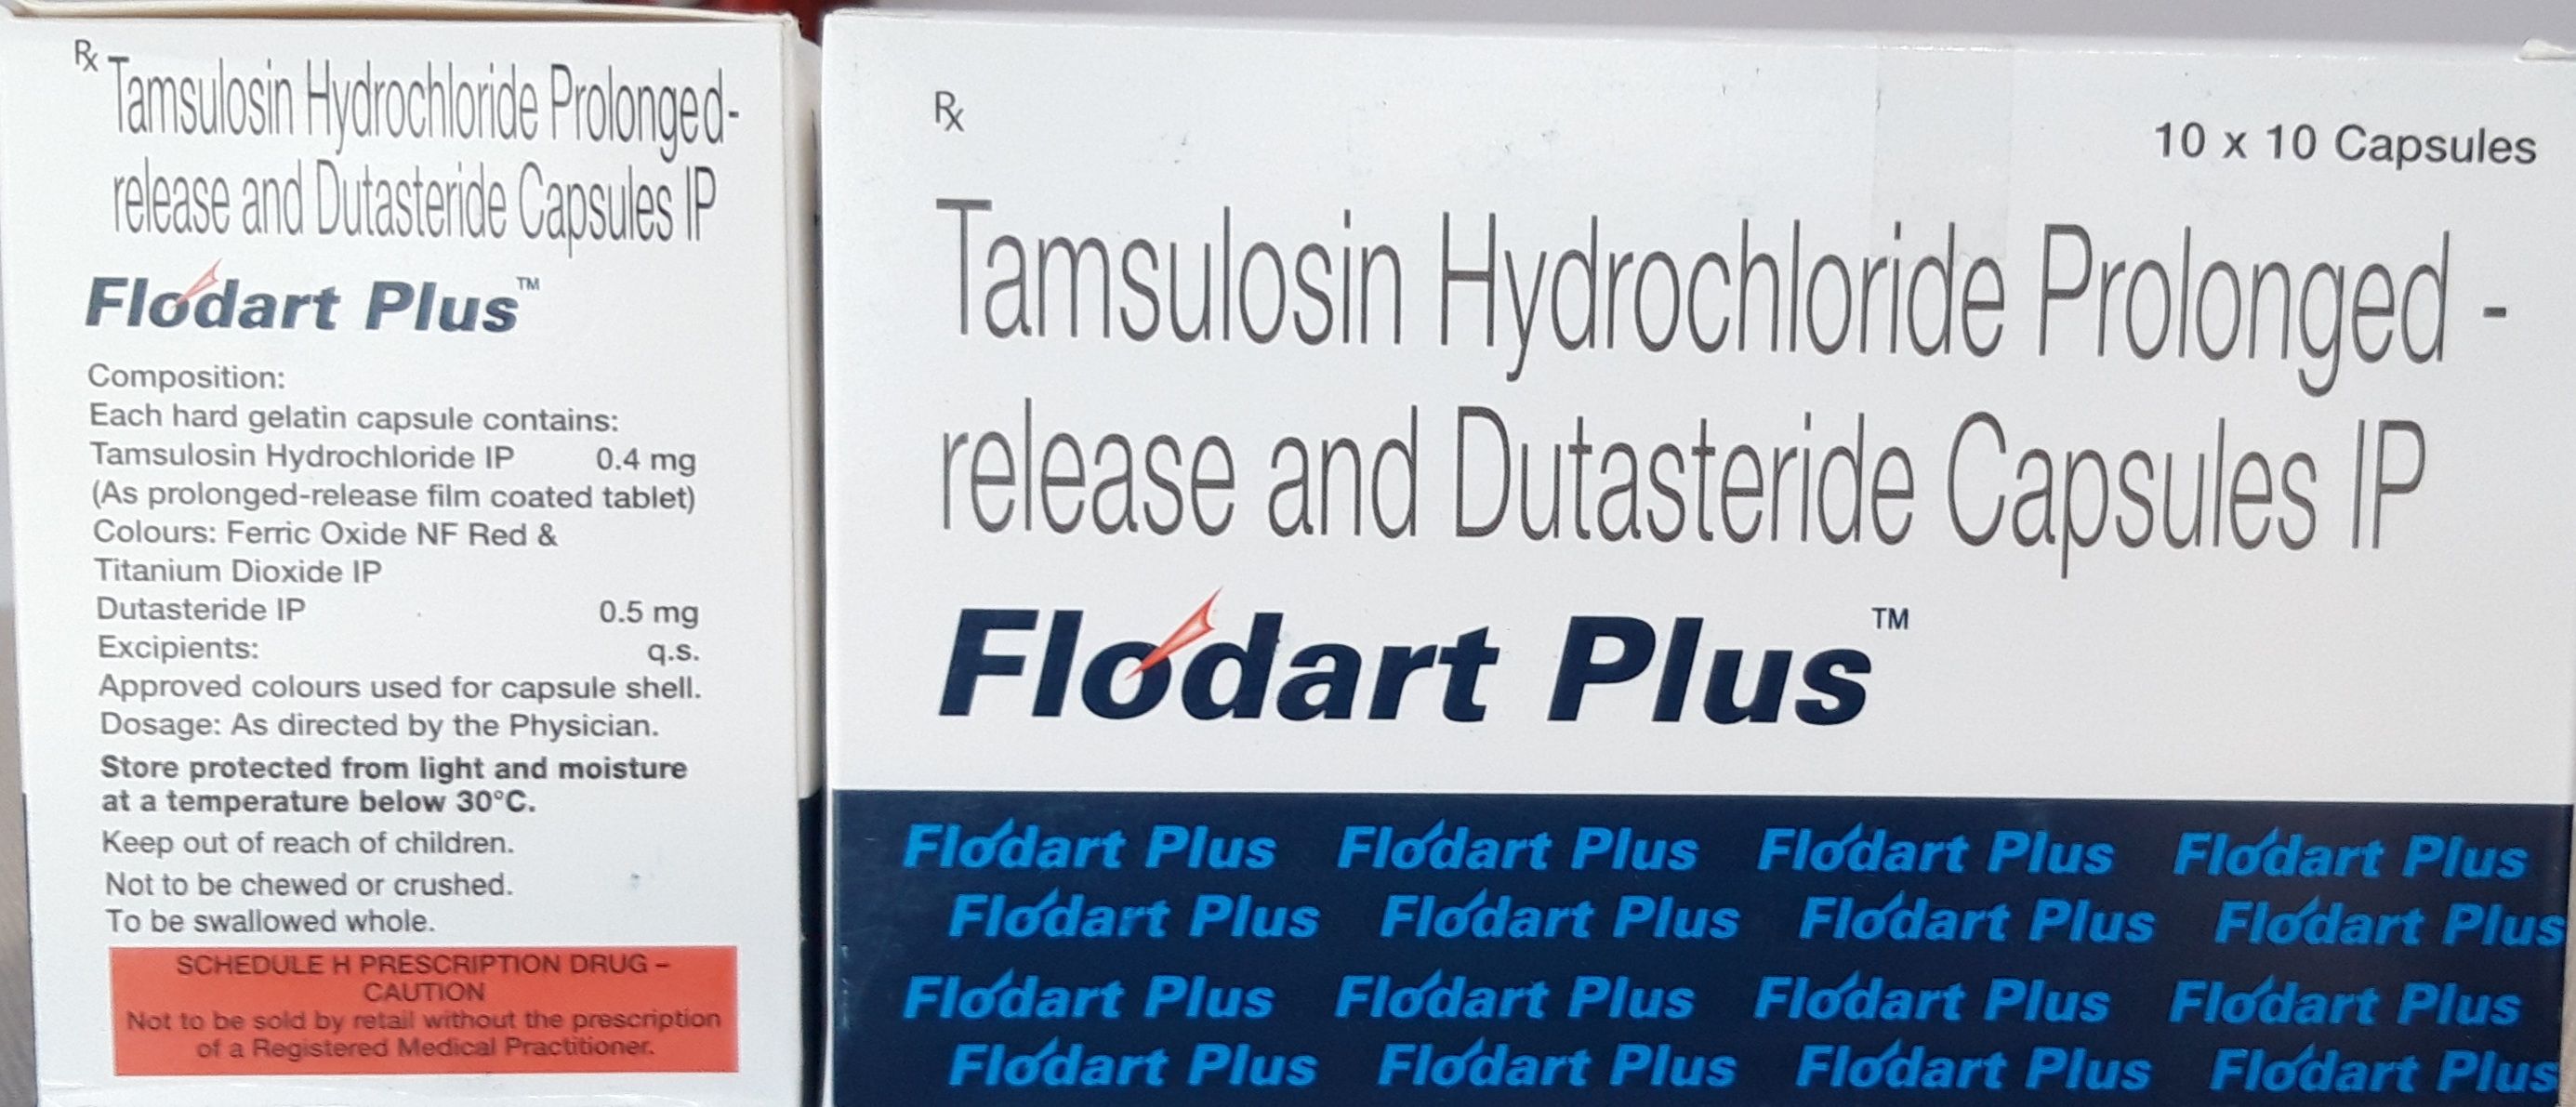 Rx Tamsulosin Hydrochloride Prolonged-
release and Dutasteride Capsules IP
Flodart Plus™
Composition:
Each hard gelatin capsule contains:
Tamsulosin Hydrochloride IP 0.4 mg
(As prolonged-release film coated tablet)
Colours: Ferric Oxide NF Red &
Titanium Dioxide IP
Dutasteride IP 0.5 mg
Excipients: q.s.
Approved colours used for capsule shell.
Dosage: As directed by the Physician.
Store protected from light and moisture
at a temperature below 30°C.
Keep out of reach of children.
Not to be chewed or crushed.
To be swallowed whole.
SCHEDULE H PRESCRIPTION DRUG –
CAUTION
Not to be sold by retail without the prescription
of a Registered Medical Practitioner.
Rx
10 x 10 Capsules
Tamsulosin Hydrochloride Prolonged -
release and Dutasteride Capsules IP
Flodart Plus™
Flodart Plus Flodart Plus Flodart Plus Flodart Plus
Flodart Plus Flodart Plus Flodart Plus Flodart Plus
Flodart Plus Flodart Plus Flodart Plus Flodart Plus
Flodart Plus Flodart Plus Flodart Plus Flodart Plus